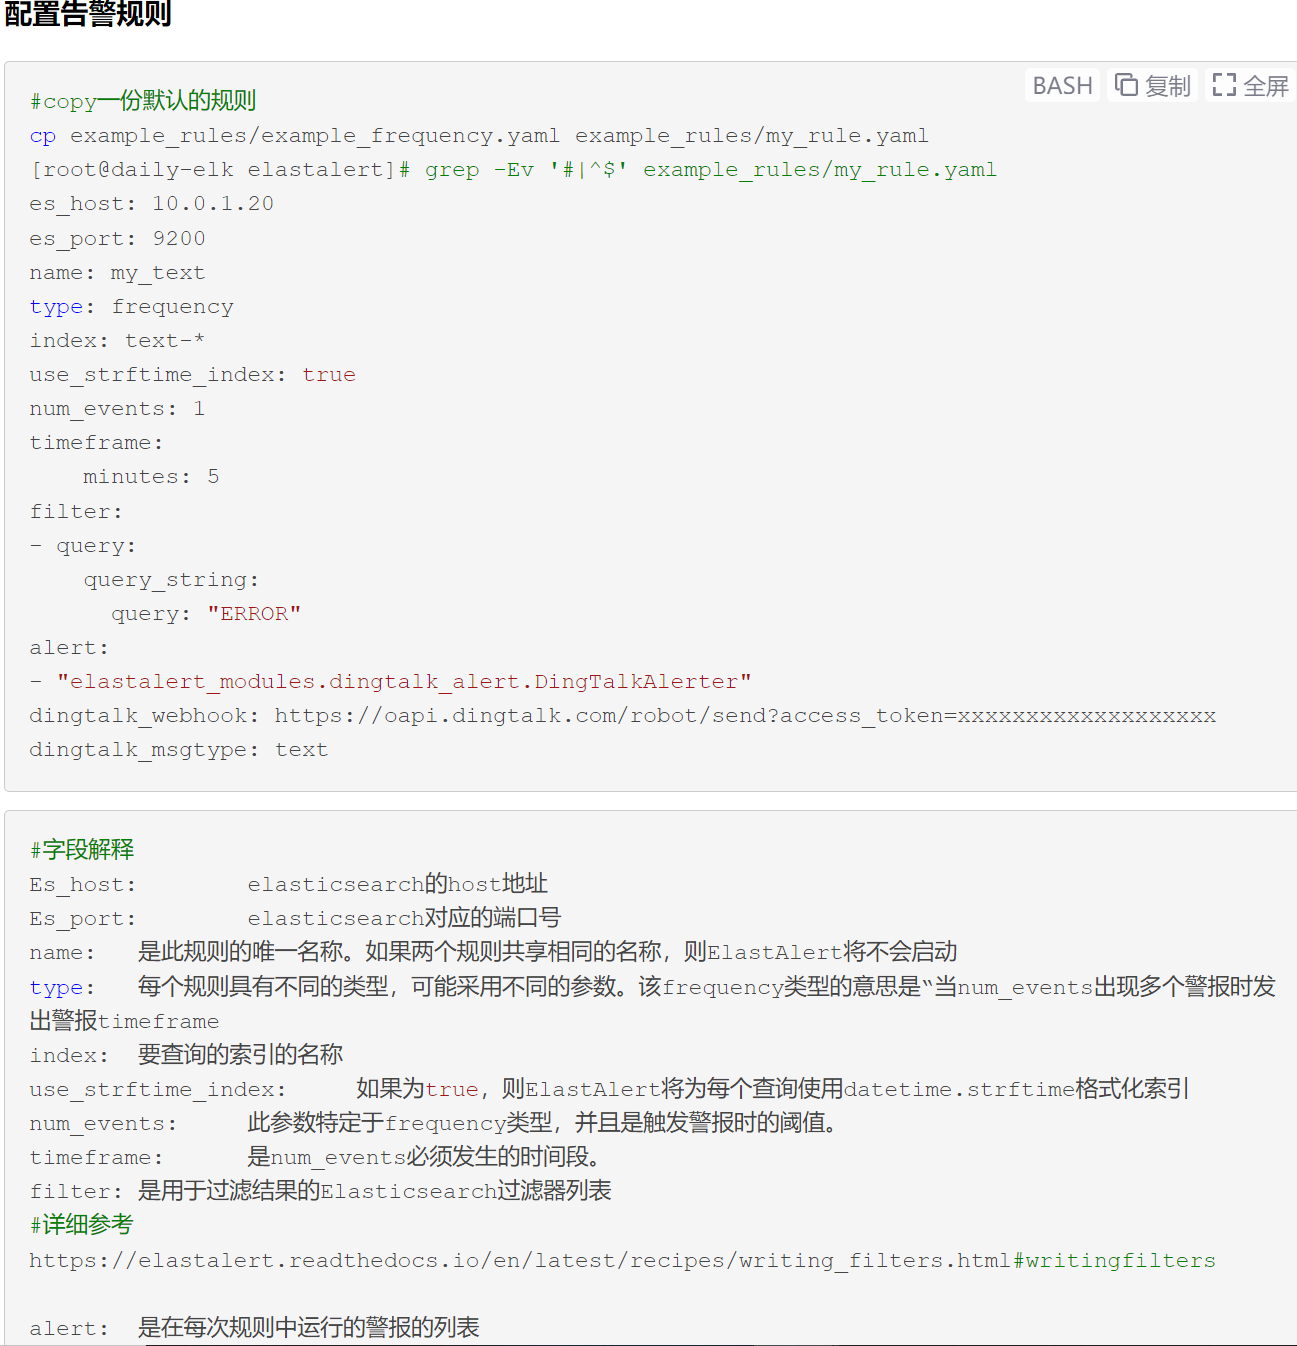 配置告警规则
BASH 复制 全屏
#copy一份默认的规则
cp example_rules/example_frequency.yaml example_rules/my_rule.yaml
[root@daily-elk elastalert]# grep -Ev '#|^$' example_rules/my_rule.yaml
es_host: 10.0.1.20
es_port: 9200
name: my_text
type: frequency
index: text-*
use_strftime_index: true
num_events: 1
timeframe:
    minutes: 5
filter:
- query:
    query_string:
      query: "ERROR"
alert:
- "elastalert_modules.dingtalk_alert.DingTalkAlerter"
dingtalk_webhook: https://oapi.dingtalk.com/robot/send?access_token=xxxxxxxxxxxxxxxxxxx
dingtalk_msgtype: text
#字段解释
Es_host:        elasticsearch的host地址
Es_port:        elasticsearch对应的端口号
name:   是此规则的唯一名称。如果两个规则共享相同的名称，则ElastAlert将不会启动
type:   每个规则具有不同的类型，可能采用不同的参数。该frequency类型的意思是“当num_events出现多个警报时发
出警报timeframe
index:  要查询的索引的名称
use_strftime_index:     如果为true，则ElastAlert将为每个查询使用datetime.strftime格式化索引
num_events:     此参数特定于frequency类型，并且是触发警报时的阈值。
timeframe:      是num_events必须发生的时间段。
filter: 是用于过滤结果的Elasticsearch过滤器列表
#详细参考
https://elastalert.readthedocs.io/en/latest/recipes/writing_filters.html#writingfilters
alert:  是在每次规则中运行的警报的列表